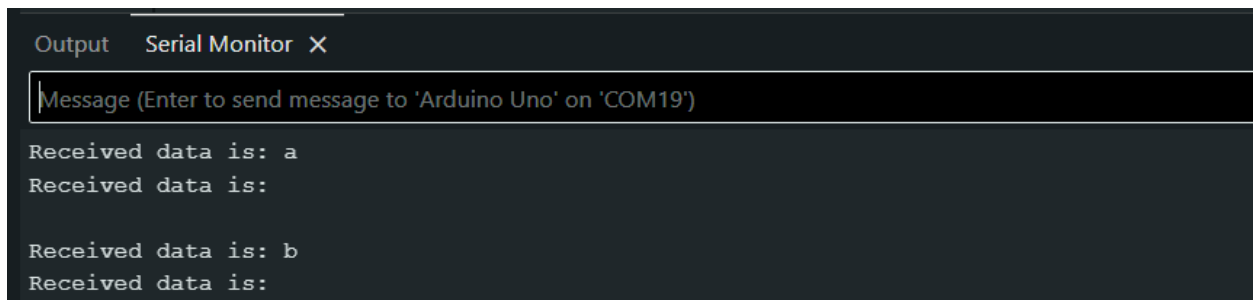 Output Serial Monitor ×
Message (Enter to send message to 'Arduino Uno' on 'COM19')
Received data is: a
Received data is:
Received data is: b
Received data is: